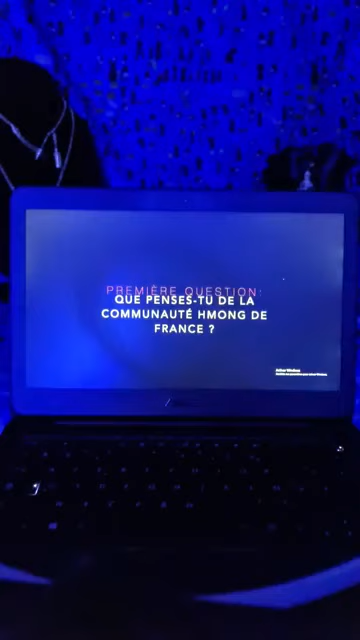 PREMIÈRE QUESTION:
QUE PENSES-TU DE LA
COMMUNAUTÉ HMONG DE
FRANCE ?